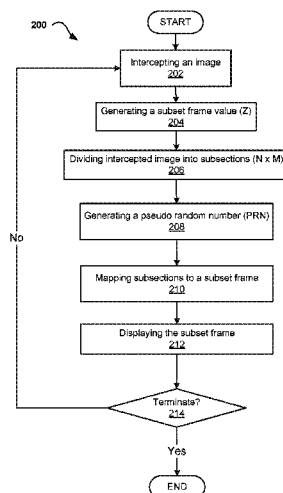 200
START
Intercepting an image
202
Generating a subset frame value (Z)
204
Dividing intercepted image into subsections (N x M)
206
Generating a pseudo random number (PRN)
208
No
Mapping subsections to a subset frame
210
Displaying the subset frame
212
Terminate?
214
Yes
END